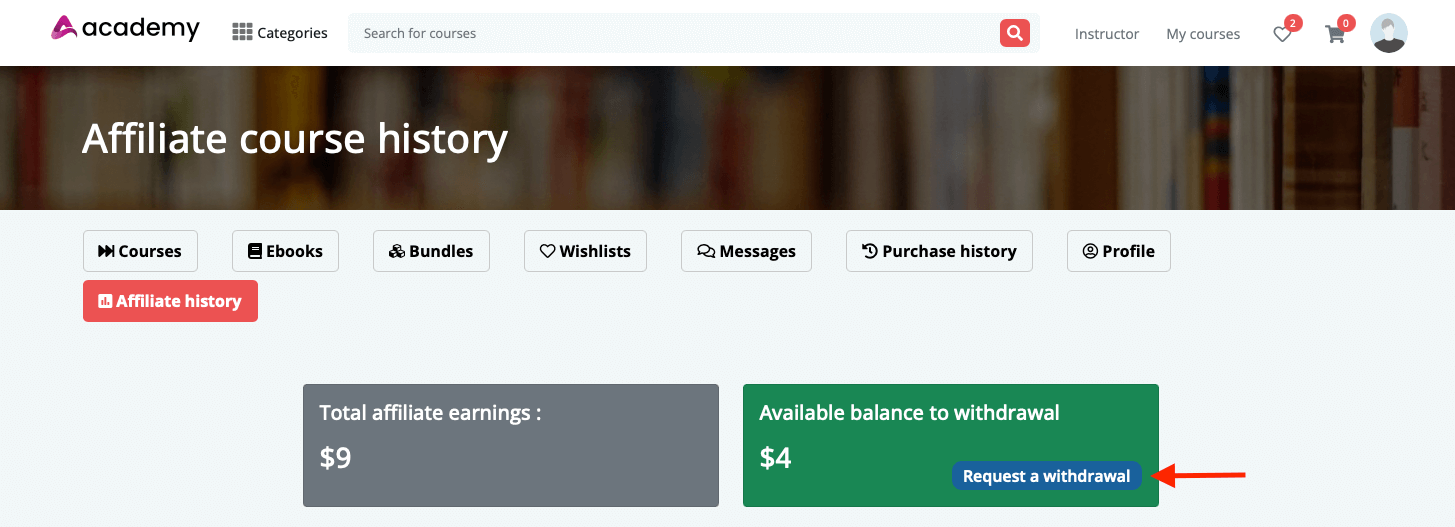 academy
Categories
Search for courses
Instructor
My courses
2
0
Affiliate course history
Courses
Ebooks
Bundles
Wishlists
Messages
Purchase history
Profile
Affiliate history
Total affiliate earnings :
$9
Available balance to withdrawal
$4
Request a withdrawal